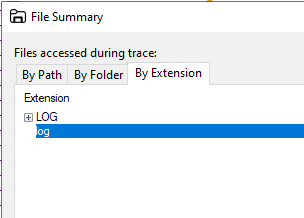 File Summary
Files accessed during trace:
By Path By Folder By Extension
Extension
LOG
log